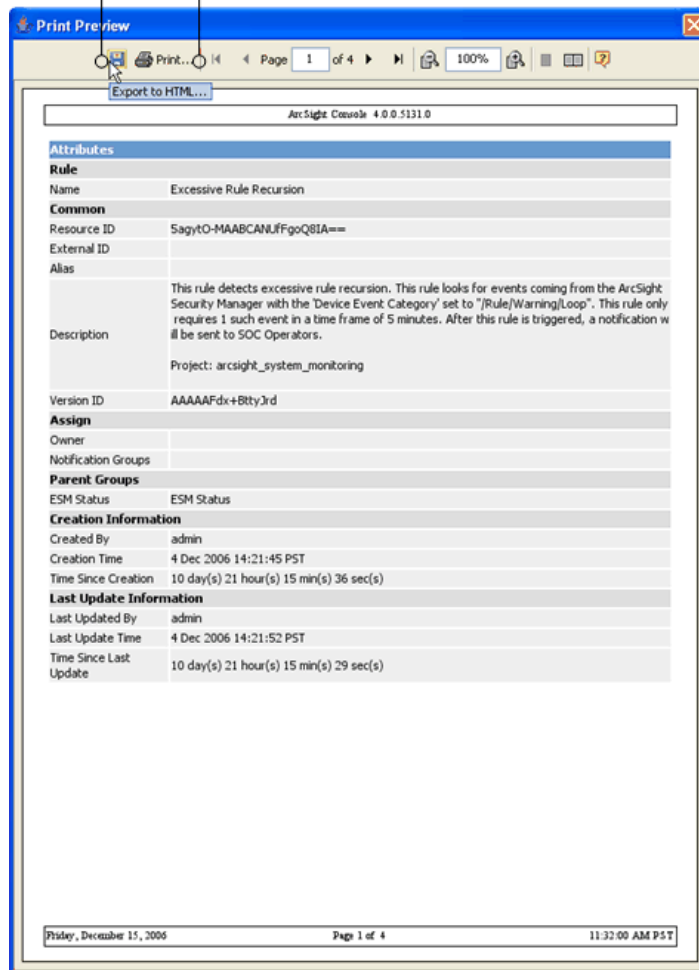 Print Preview
Print... Page 1 of 4 100%
Export to HTML...
ArcSight Console 4.0.0.5131.0
Attributes
Rule
Name Excessive Rule Recursion
Common
Resource ID 5agytO-MAABCANUfFgoQ8IA==
External ID
Alias
This rule detects excessive rule recursion. This rule looks for events coming from the ArcSight
Security Manager with the 'Device Event Category' set to "/Rule/Warning/Loop". This rule only
requires 1 such event in a time frame of 5 minutes. After this rule is triggered, a notification w
Description ill be sent to SOC Operators.
Project: arcsight_system_monitoring
Version ID AAAAAFdx+BttyJrd
Assign
Owner
Notification Groups
Parent Groups
ESM Status ESM Status
Creation Information
Created By admin
Creation Time 4 Dec 2006 14:21:45 PST
Time Since Creation 10 day(s) 21 hour(s) 15 min(s) 36 sec(s)
Last Update Information
Last Updated By admin
Last Update Time 4 Dec 2006 14:21:52 PST
Time Since Last
Update 10 day(s) 21 hour(s) 15 min(s) 29 sec(s)
Friday, December 15, 2006 Page 1 of 4 11:32:00 AM PST